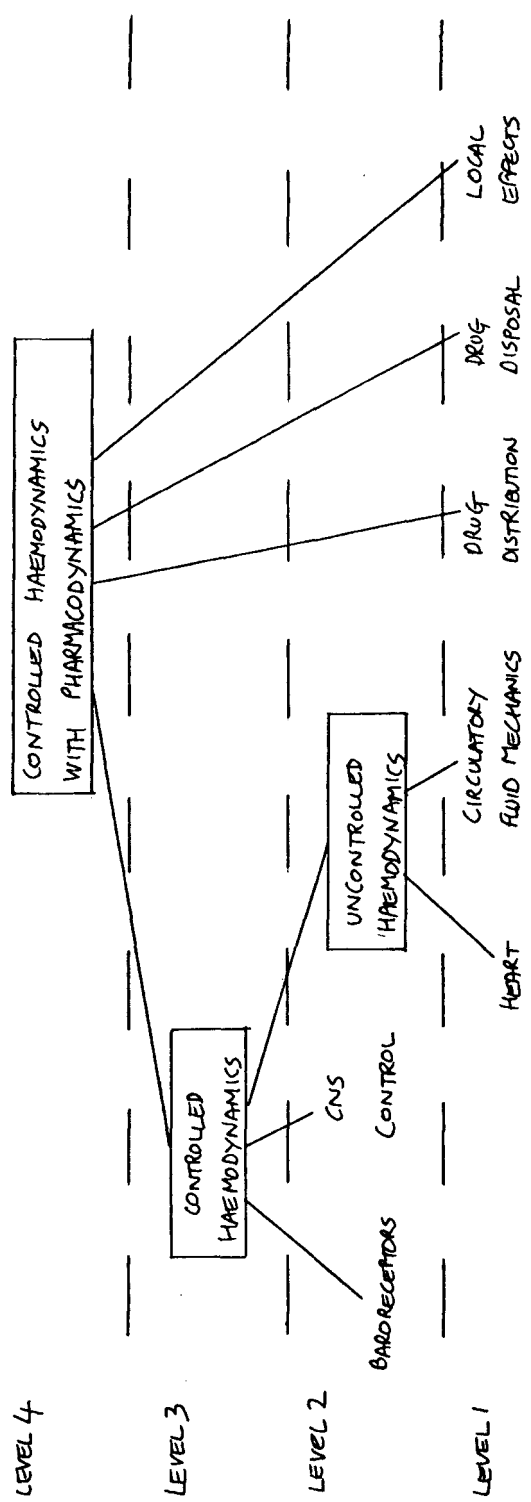 LEVEL 4
CONTROLLED HAEMODYNAMICS
WITH PHARMACODYNAMICS
LEVEL 3
CONTROLLED
HAEMODYNAMICS
LEVEL 2
BARORECEPTORS
CNS
CONTROL
UNCONTROLLED
HAEMODYNAMICS
LEVEL 1
HEART
CIRCULATORY
FLUID MECHANICS
DRUG
DISTRIBUTION
DRUG
DISPOSAL
LOCAL
EFFECTS